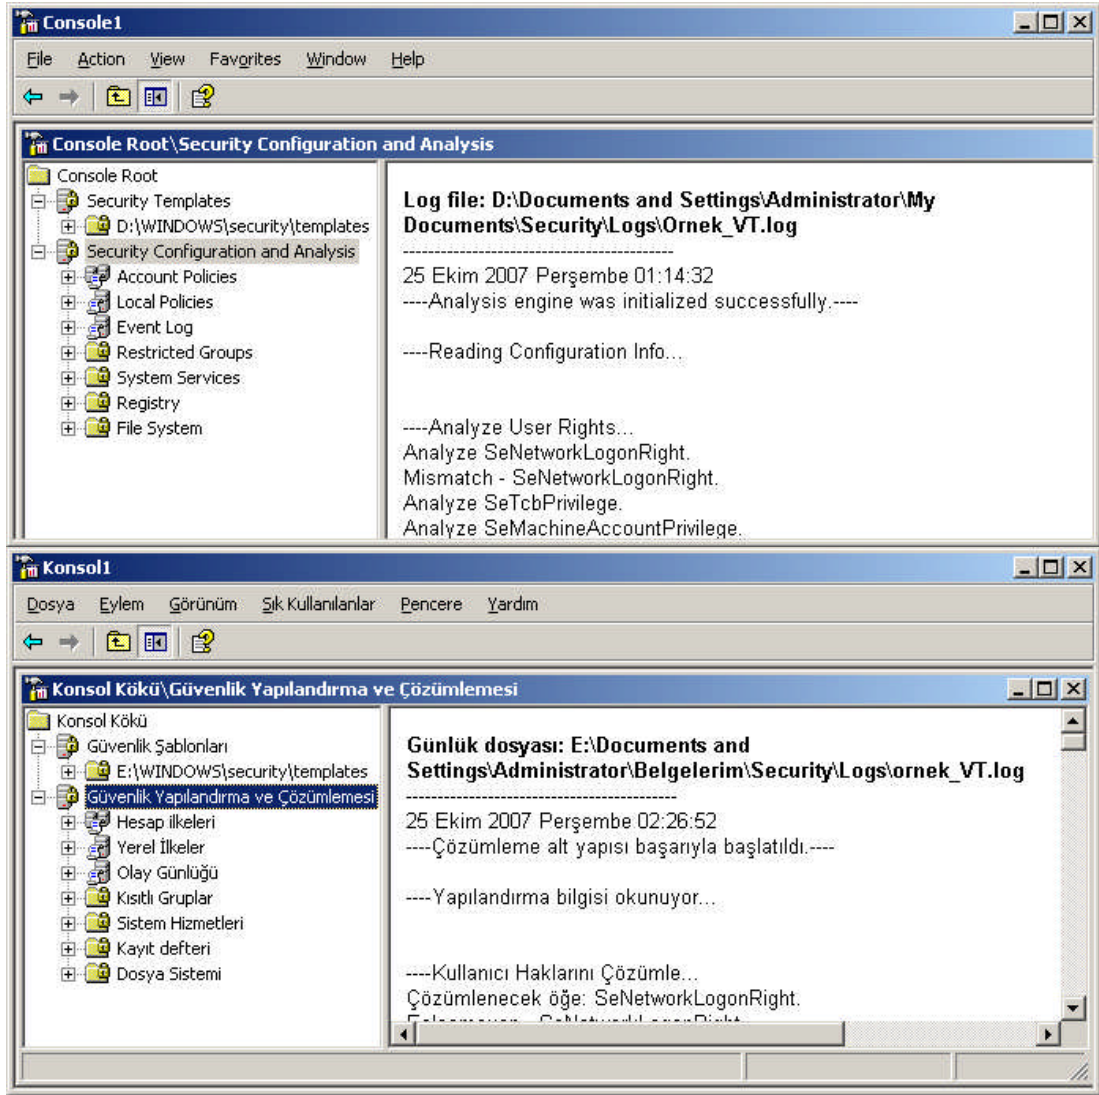 Console1
File Action View Favorites Window Help
Console Root\Security Configuration and Analysis
Console Root
Security Templates
D:\WINDOWS\security\templates
Security Configuration and Analysis
Account Policies
Local Policies
Event Log
Restricted Groups
System Services
Registry
File System
Log file: D:\Documents and Settings\Administrator\My
Documents\Security\Logs\Ornek_VT.log
-------------------------------------------
25 Ekim 2007 Perşembe 01:14:32
----Analysis engine was initialized successfully.----
----Reading Configuration Info...
----Analyze User Rights...
Analyze SeNetworkLogonRight.
Mismatch - SeNetworkLogonRight.
Analyze SeTcbPrivilege.
Analyze SeMachineAccountPrivilege.
Konsol1
Dosya Eylem Görünüm Sık Kullanılanlar Pencere Yardım
Konsol Kökü\Güvenlik Yapılandırma ve Çözümlemesi
Konsol Kökü
Güvenlik Şablonları
E:\WINDOWS\security\templates
Güvenlik Yapılandırma ve Çözümlemesi
Hesap ilkeleri
Yerel İlkeler
Olay Günlüğü
Kısıtlı Gruplar
Sistem Hizmetleri
Kayıt defteri
Dosya Sistemi
Günlük dosyası: E:\Documents and
Settings\Administrator\Belgelerim\Security\Logs\ornek_VT.log
-------------------------------------------
25 Ekim 2007 Perşembe 02:26:52
----Çözümleme alt yapısı başarıyla başlatıldı.----
----Yapılandırma bilgisi okunuyor...
----Kullanıcı Haklarını Çözümle...
Çözümlenecek öğe: SeNetworkLogonRight.